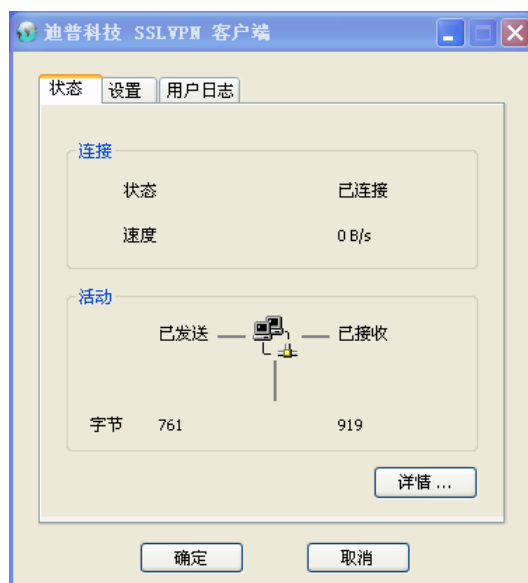 迪普科技 SSLVPN 客户端
状态 设置 用户日志
连接
状态 已连接
速度 0 B/s
活动
已发送 已接收
字节 761 919
详情 ...
确定 取消